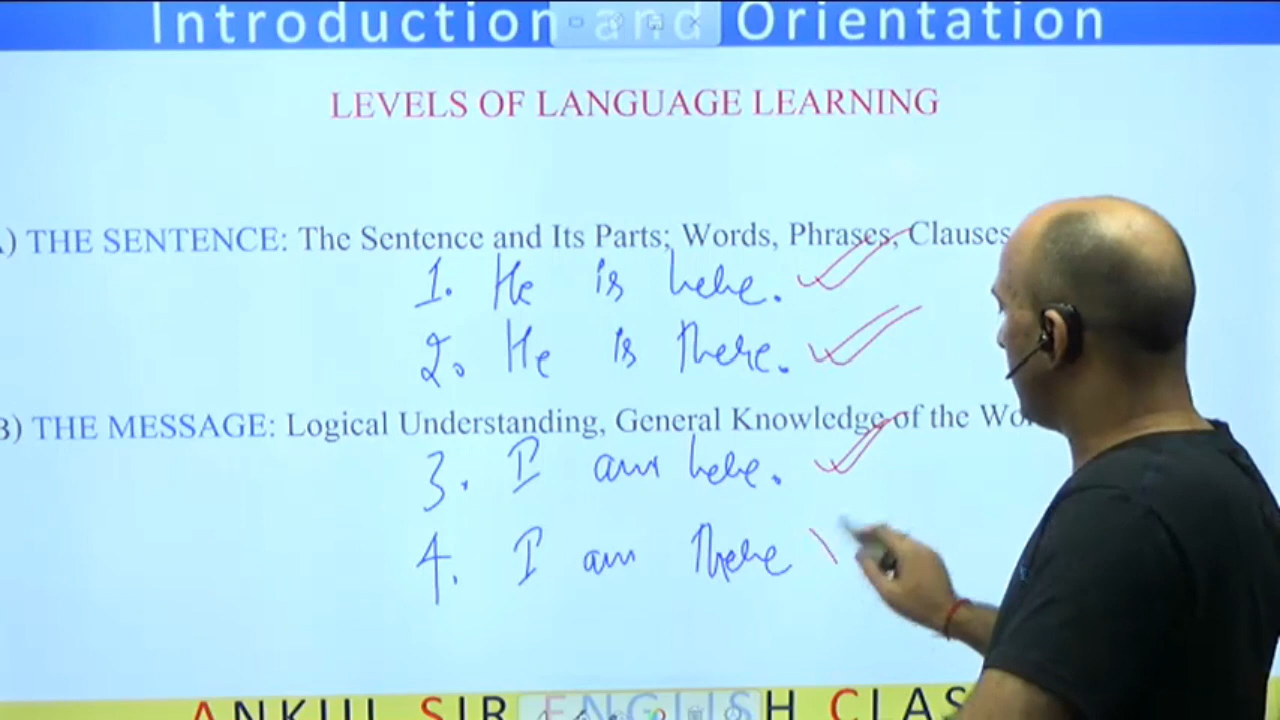 Introduction and Orientation
LEVELS OF LANGUAGE LEARNING
) THE SENTENCE: The Sentence and Its Parts; Words, Phrases, Clauses
1. He is here.
2. He is there.
B) THE MESSAGE: Logical Understanding, General Knowledge of the Wo
3. I am here.
4. I am there
ANKUL SIR ENGLISH CLAS